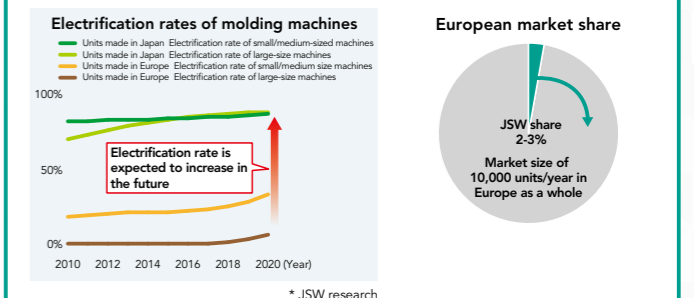 Electrification rates of molding machines
Units made in Japan Electrification rate of small/medium-sized machines
Units made in Japan Electrification rate of large-size machines
Units made in Europe Electrification rate of small/medium size machines
Units made in Europe Electrification rate of large-size machines
100%
50%
0%
Electrification rate is
expected to increase in
the future
2010 2012 2014 2016 2018 2020 (Year)
* JSW research
European market share
JSW share
2-3%
Market size of
10,000 units/year in
Europe as a whole